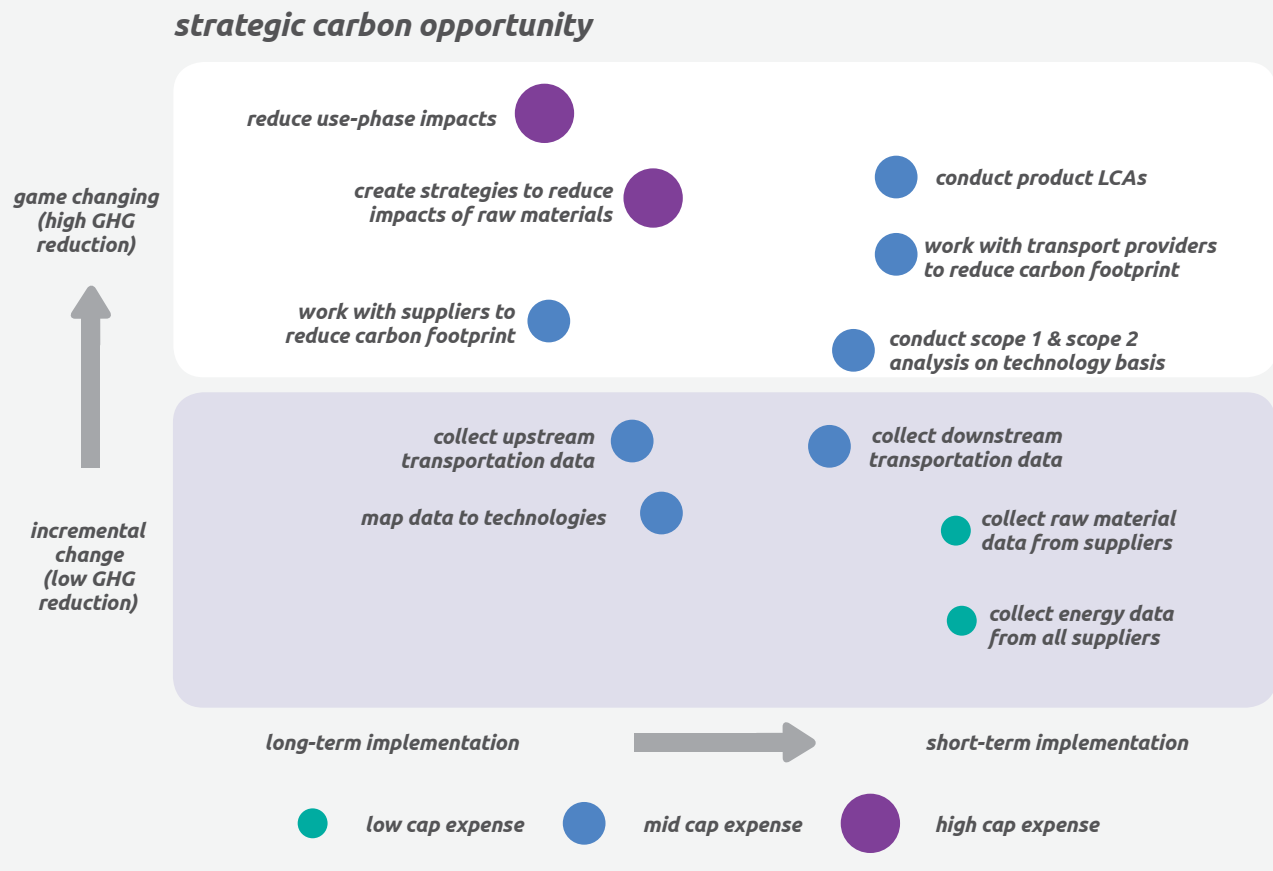 strategic carbon opportunity
reduce use-phase impacts
create strategies to reduce
impacts of raw materials
conduct product LCAs
game changing
(high GHG
reduction)
work with transport providers
to reduce carbon footprint
work with suppliers to
reduce carbon footprint
conduct scope 1 & scope 2
analysis on technology basis
collect upstream
transportation data
collect downstream
transportation data
map data to technologies
collect raw material
data from suppliers
incremental
change
(low GHG
reduction)
collect energy data
from all suppliers
long-term implementation
short-term implementation
low cap expense
mid cap expense
high cap expense